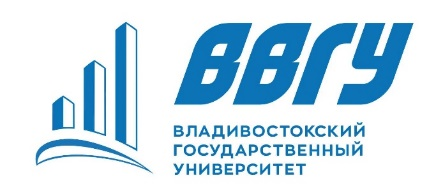 ВВГУ
ВЛАДИВОСТОКСКИЙ
ГОСУДАРСТВЕННЫЙ
УНИВЕРСИТЕТ